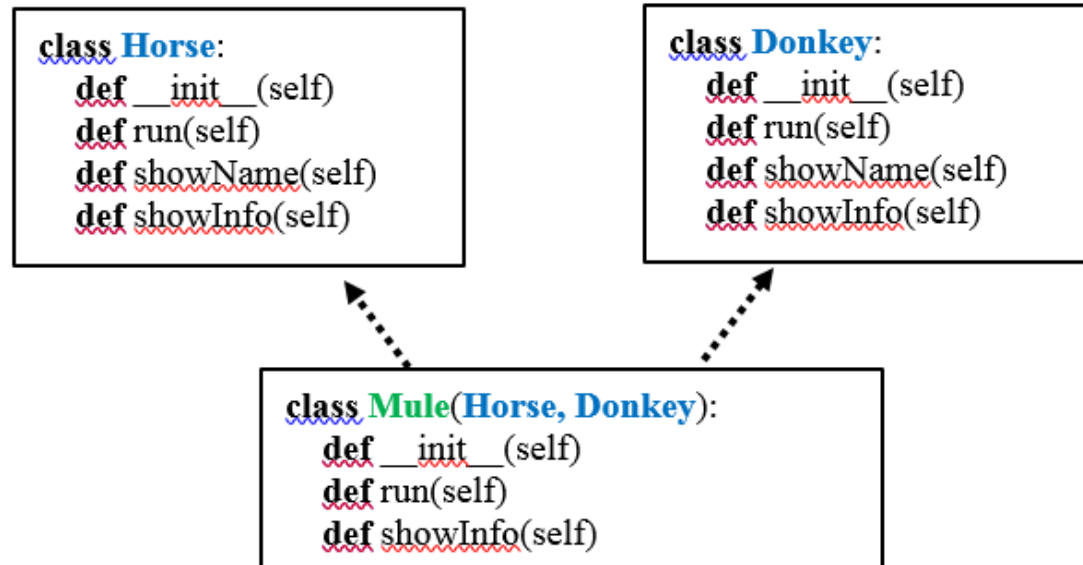 class Horse:
def __init__(self)
def run(self)
def showName(self)
def showInfo(self)
class Donkey:
def __init__(self)
def run(self)
def showName(self)
def showInfo(self)
class Mule(Horse, Donkey):
def __init__(self)
def run(self)
def showInfo(self)